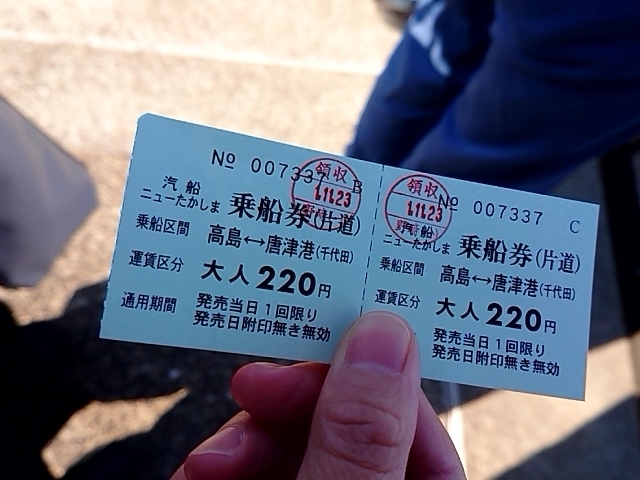 No 007337 B
領収
1.11.23
汽船
ニューたかしま 乗船券(片道)
乗船区間 高島↔唐津港(千代田)
運賃区分 大人220円
通用期間 発売当日1回限り
発売日附印無き無効
No 007337 C
領収
1.11.23
汽船
ニューたかしま 乗船券(片道)
乗船区間 高島↔唐津港(千代田)
運賃区分 大人220円
発売当日1回限り
発売日附印無き無効